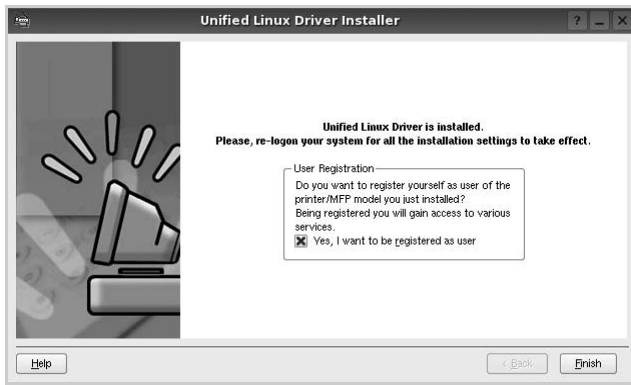 Unified Linux Driver Installer
Unified Linux Driver is installed.
Please, re-logon your system for all the installation settings to take effect.
User Registration
Do you want to register yourself as user of the
printer/MFP model you just installed?
Being registered you will gain access to various
services.
Yes, I want to be registered as user
Help
< Back
Finish